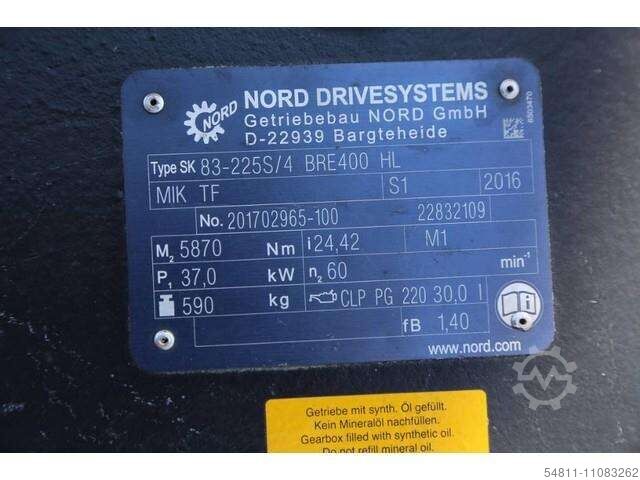 NORD
NORD DRIVESYSTEMS
Getriebebau NORD GmbH
D-22939 Bargteheide
6503470
Type SK 83-225S/4 BRE400 HL
MIK TF S1 2016
No. 201702965-100 22832109
M2 5870 Nm i 24,42 M1
P1 37,0 kW n2 60 min-1
590 kg CLP PG 220 30,0 l
fB 1,40
www.nord.com
Getriebe mit synth. Öl gefüllt.
Kein Mineralöl nachfüllen.
Gearbox filled with synthetic oil.
Do not refill mineral oil.
54811-11083262